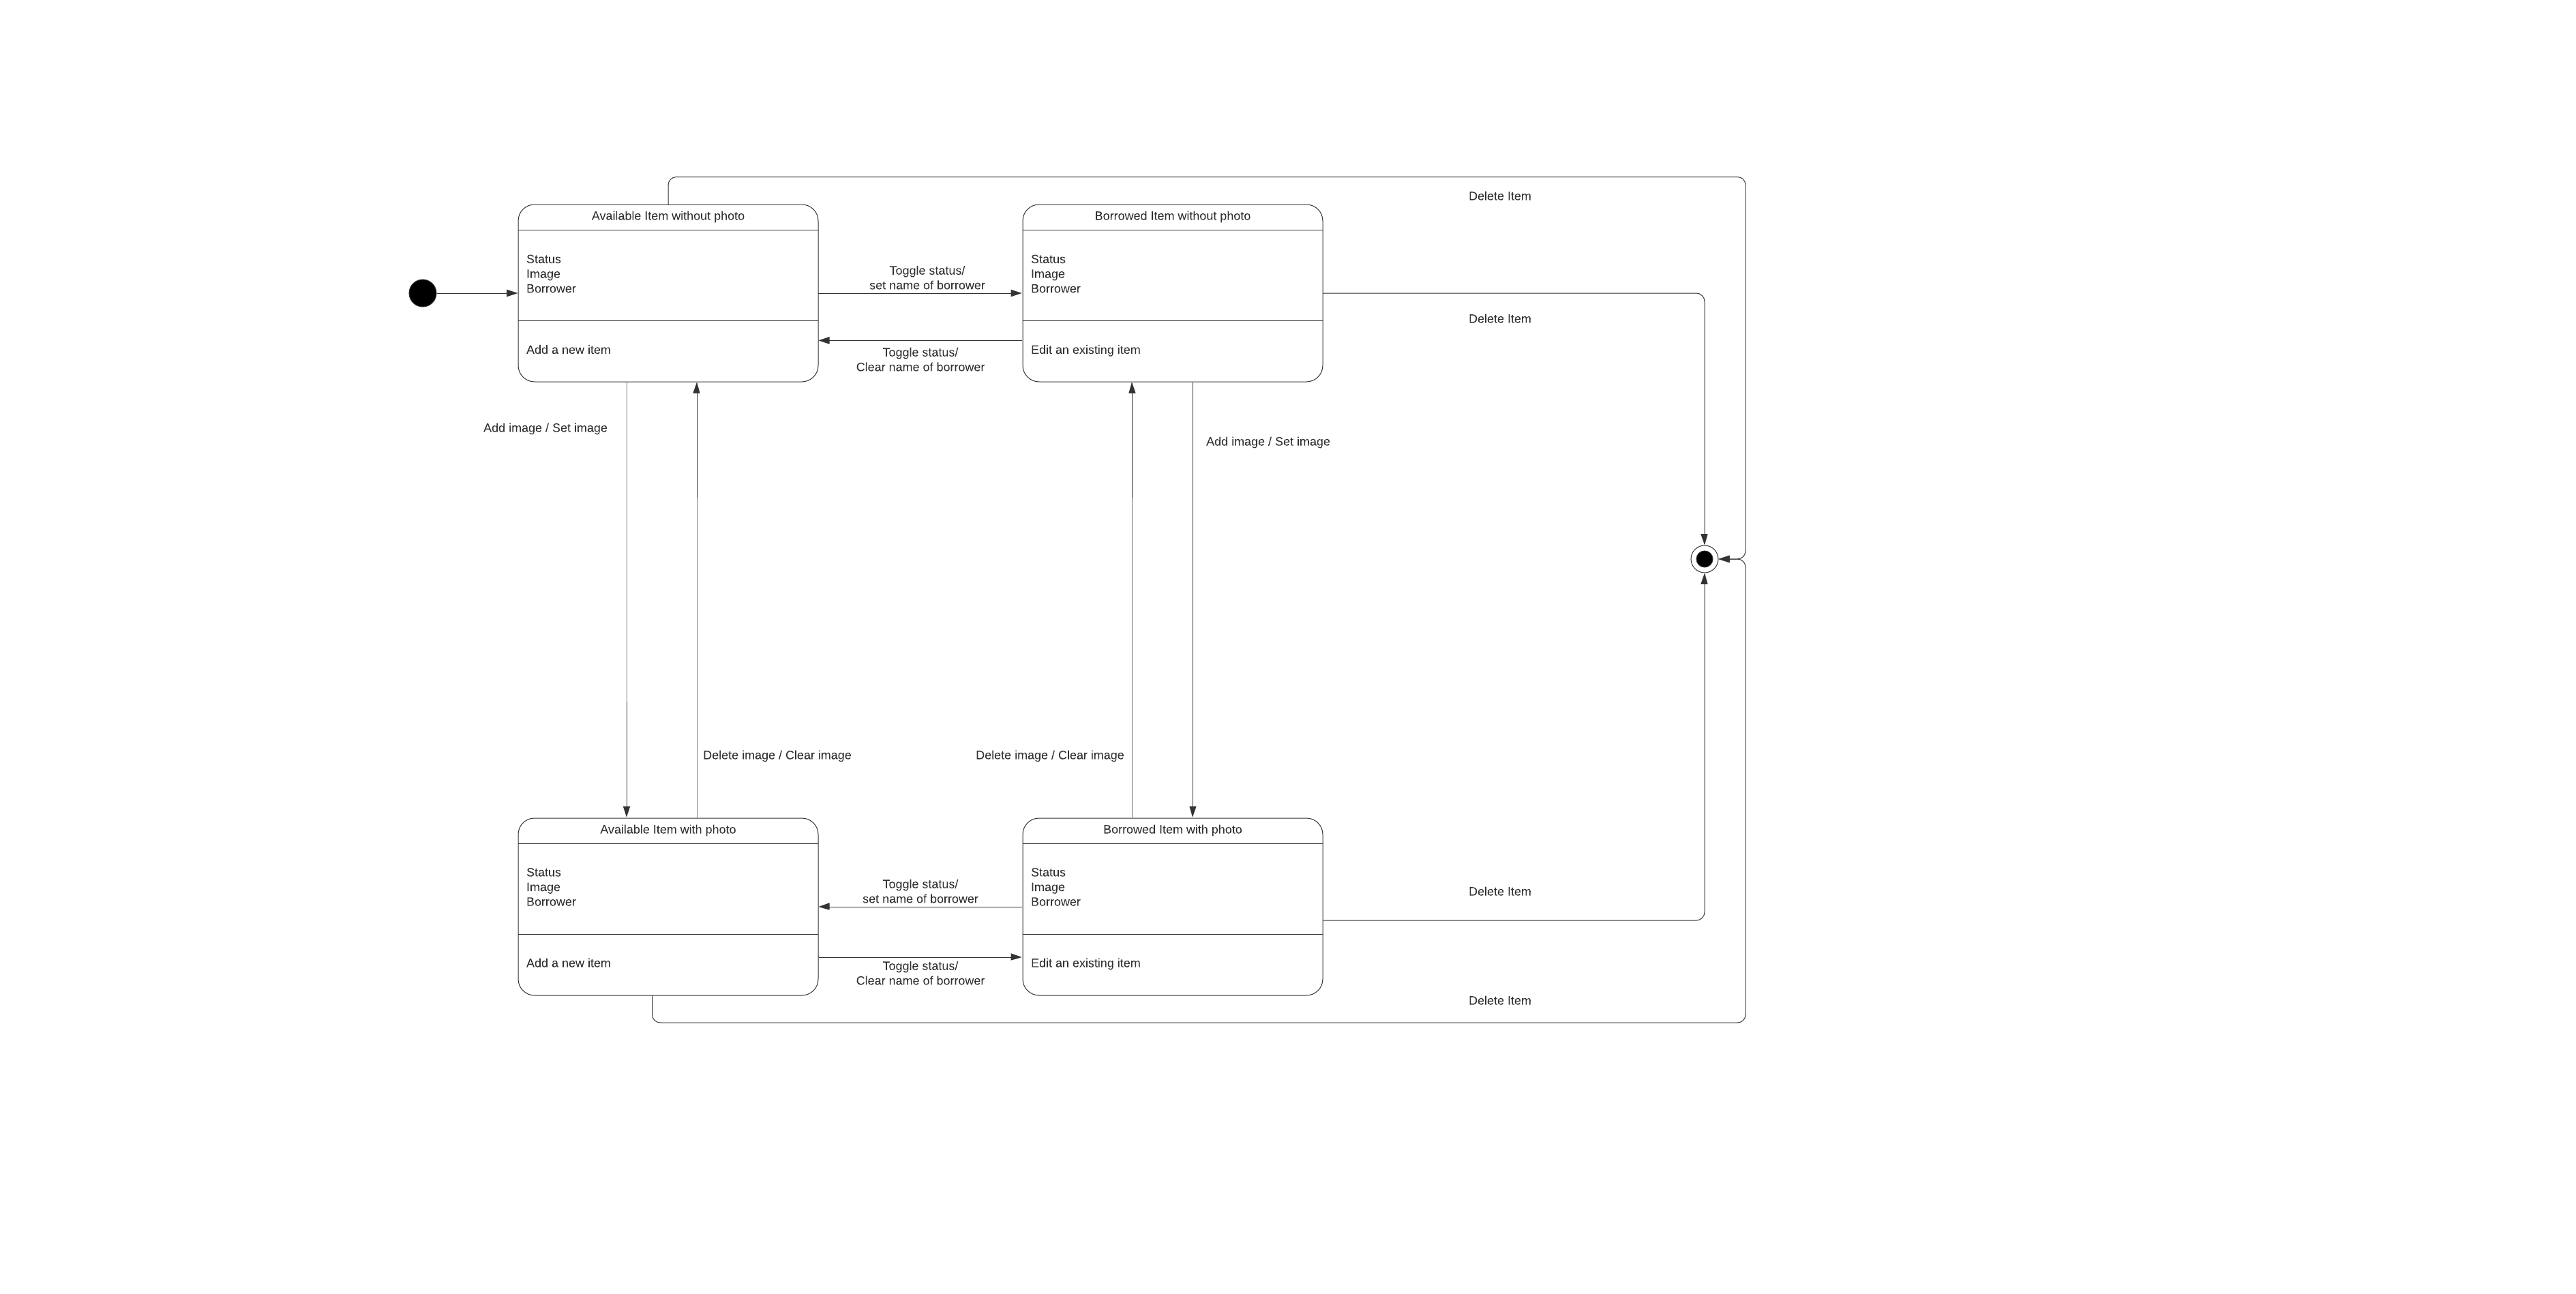 Delete Item
Available Item without photo
Status
Image
Borrower
Add a new item
Toggle status/
set name of borrower
Toggle status/
Clear name of borrower
Borrowed Item without photo
Status
Image
Borrower
Edit an existing item
Delete Item
Add image / Set image
Add image / Set image
Delete image / Clear image
Delete image / Clear image
Available Item with photo
Status
Image
Borrower
Add a new item
Toggle status/
set name of borrower
Toggle status/
Clear name of borrower
Borrowed Item with photo
Status
Image
Borrower
Edit an existing item
Delete Item
Delete Item